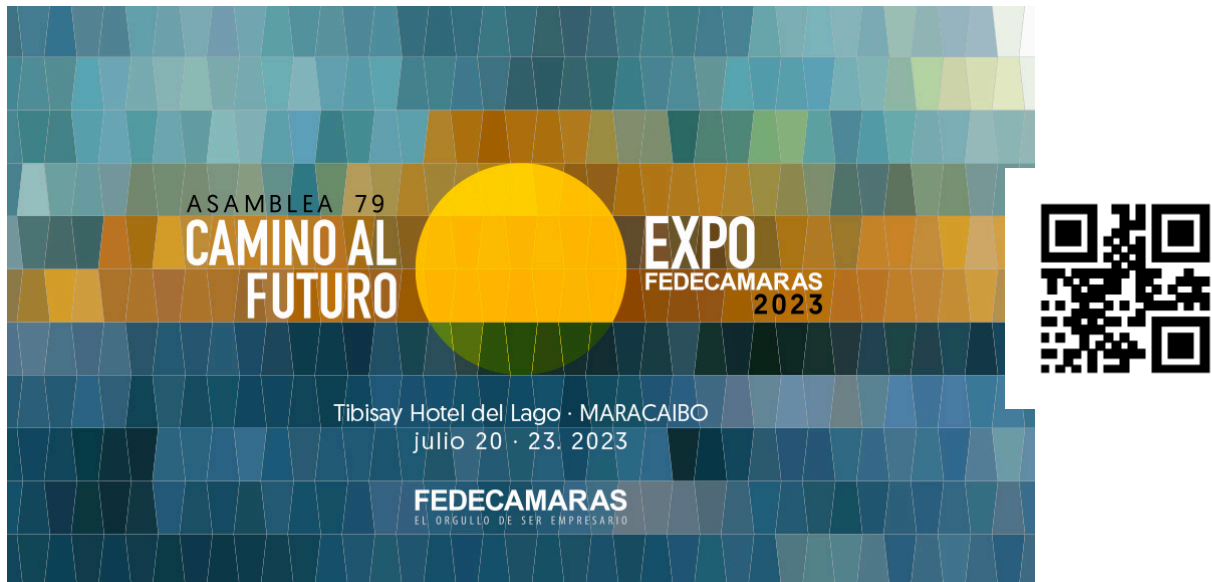 ASAMBLEA 79
CAMINO AL
FUTURO
EXPO
FEDECAMARAS
2023
Tibisay Hotel del Lago · MARACAIBO
julio 20 · 23. 2023
FEDECAMARAS
EL ORGULLO DE SER EMPRESARIO